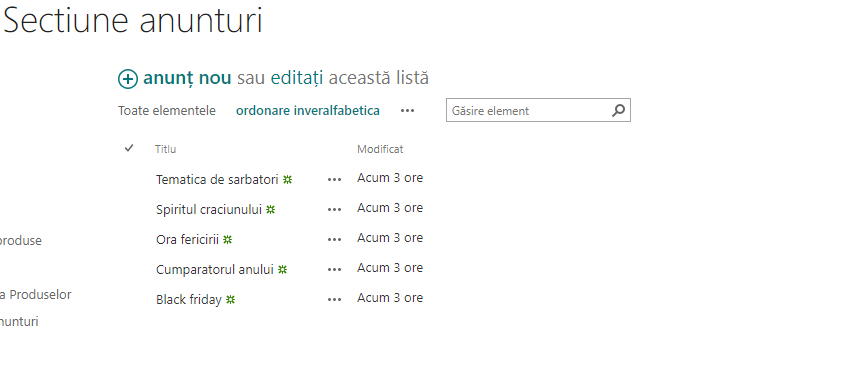 Sectiune anunturi
anunț nou sau editați această listă
Toate elementele ordonare inveralfabetica ••• Găsire element
Titlu Modificat
Tematica de sarbatori ••• Acum 3 ore
Spiritul craciunului ••• Acum 3 ore
produse
Ora fericirii ••• Acum 3 ore
Cumparatorul anului ••• Acum 3 ore
a Produselor
Black friday ••• Acum 3 ore
nunturi